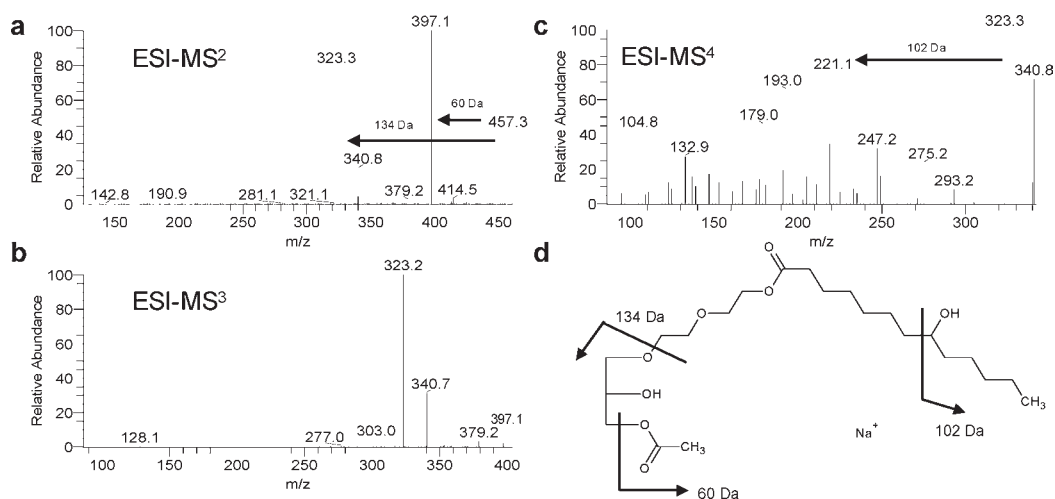 a
ESI-MS²
Relative Abundance
100
80
60
40
20
0
397.1
323.3
60 Da
134 Da
457.3
340.8
142.8
190.9
281.1
321.1
379.2
414.5
150
200
250
300
350
400
450
m/z
b
ESI-MS³
Relative Abundance
100
80
60
40
20
0
323.2
340.7
397.1
379.2
303.0
277.0
128.1
100
150
200
250
300
350
400
m/z
c
ESI-MS⁴
Relative Abundance
100
80
60
40
20
0
323.3
102 Da
221.1
340.8
193.0
179.0
104.8
132.9
247.2
275.2
293.2
100
150
200
250
300
m/z
d
O
O
OH
O
134 Da
O
OH
CH₃
O
CH₃
Na⁺
102 Da
O
60 Da